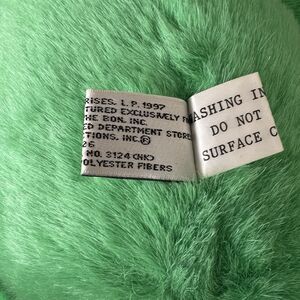 RISES. L.P. 1997
TURED EXCLUSIVELY F
HE BON. INC.
ED DEPARTMENT STORE
TIONS. INC.©
26
NO. 3124 (HK)
OLYESTER FIBERS
ASHING IN
DO NOT
SURFACE C